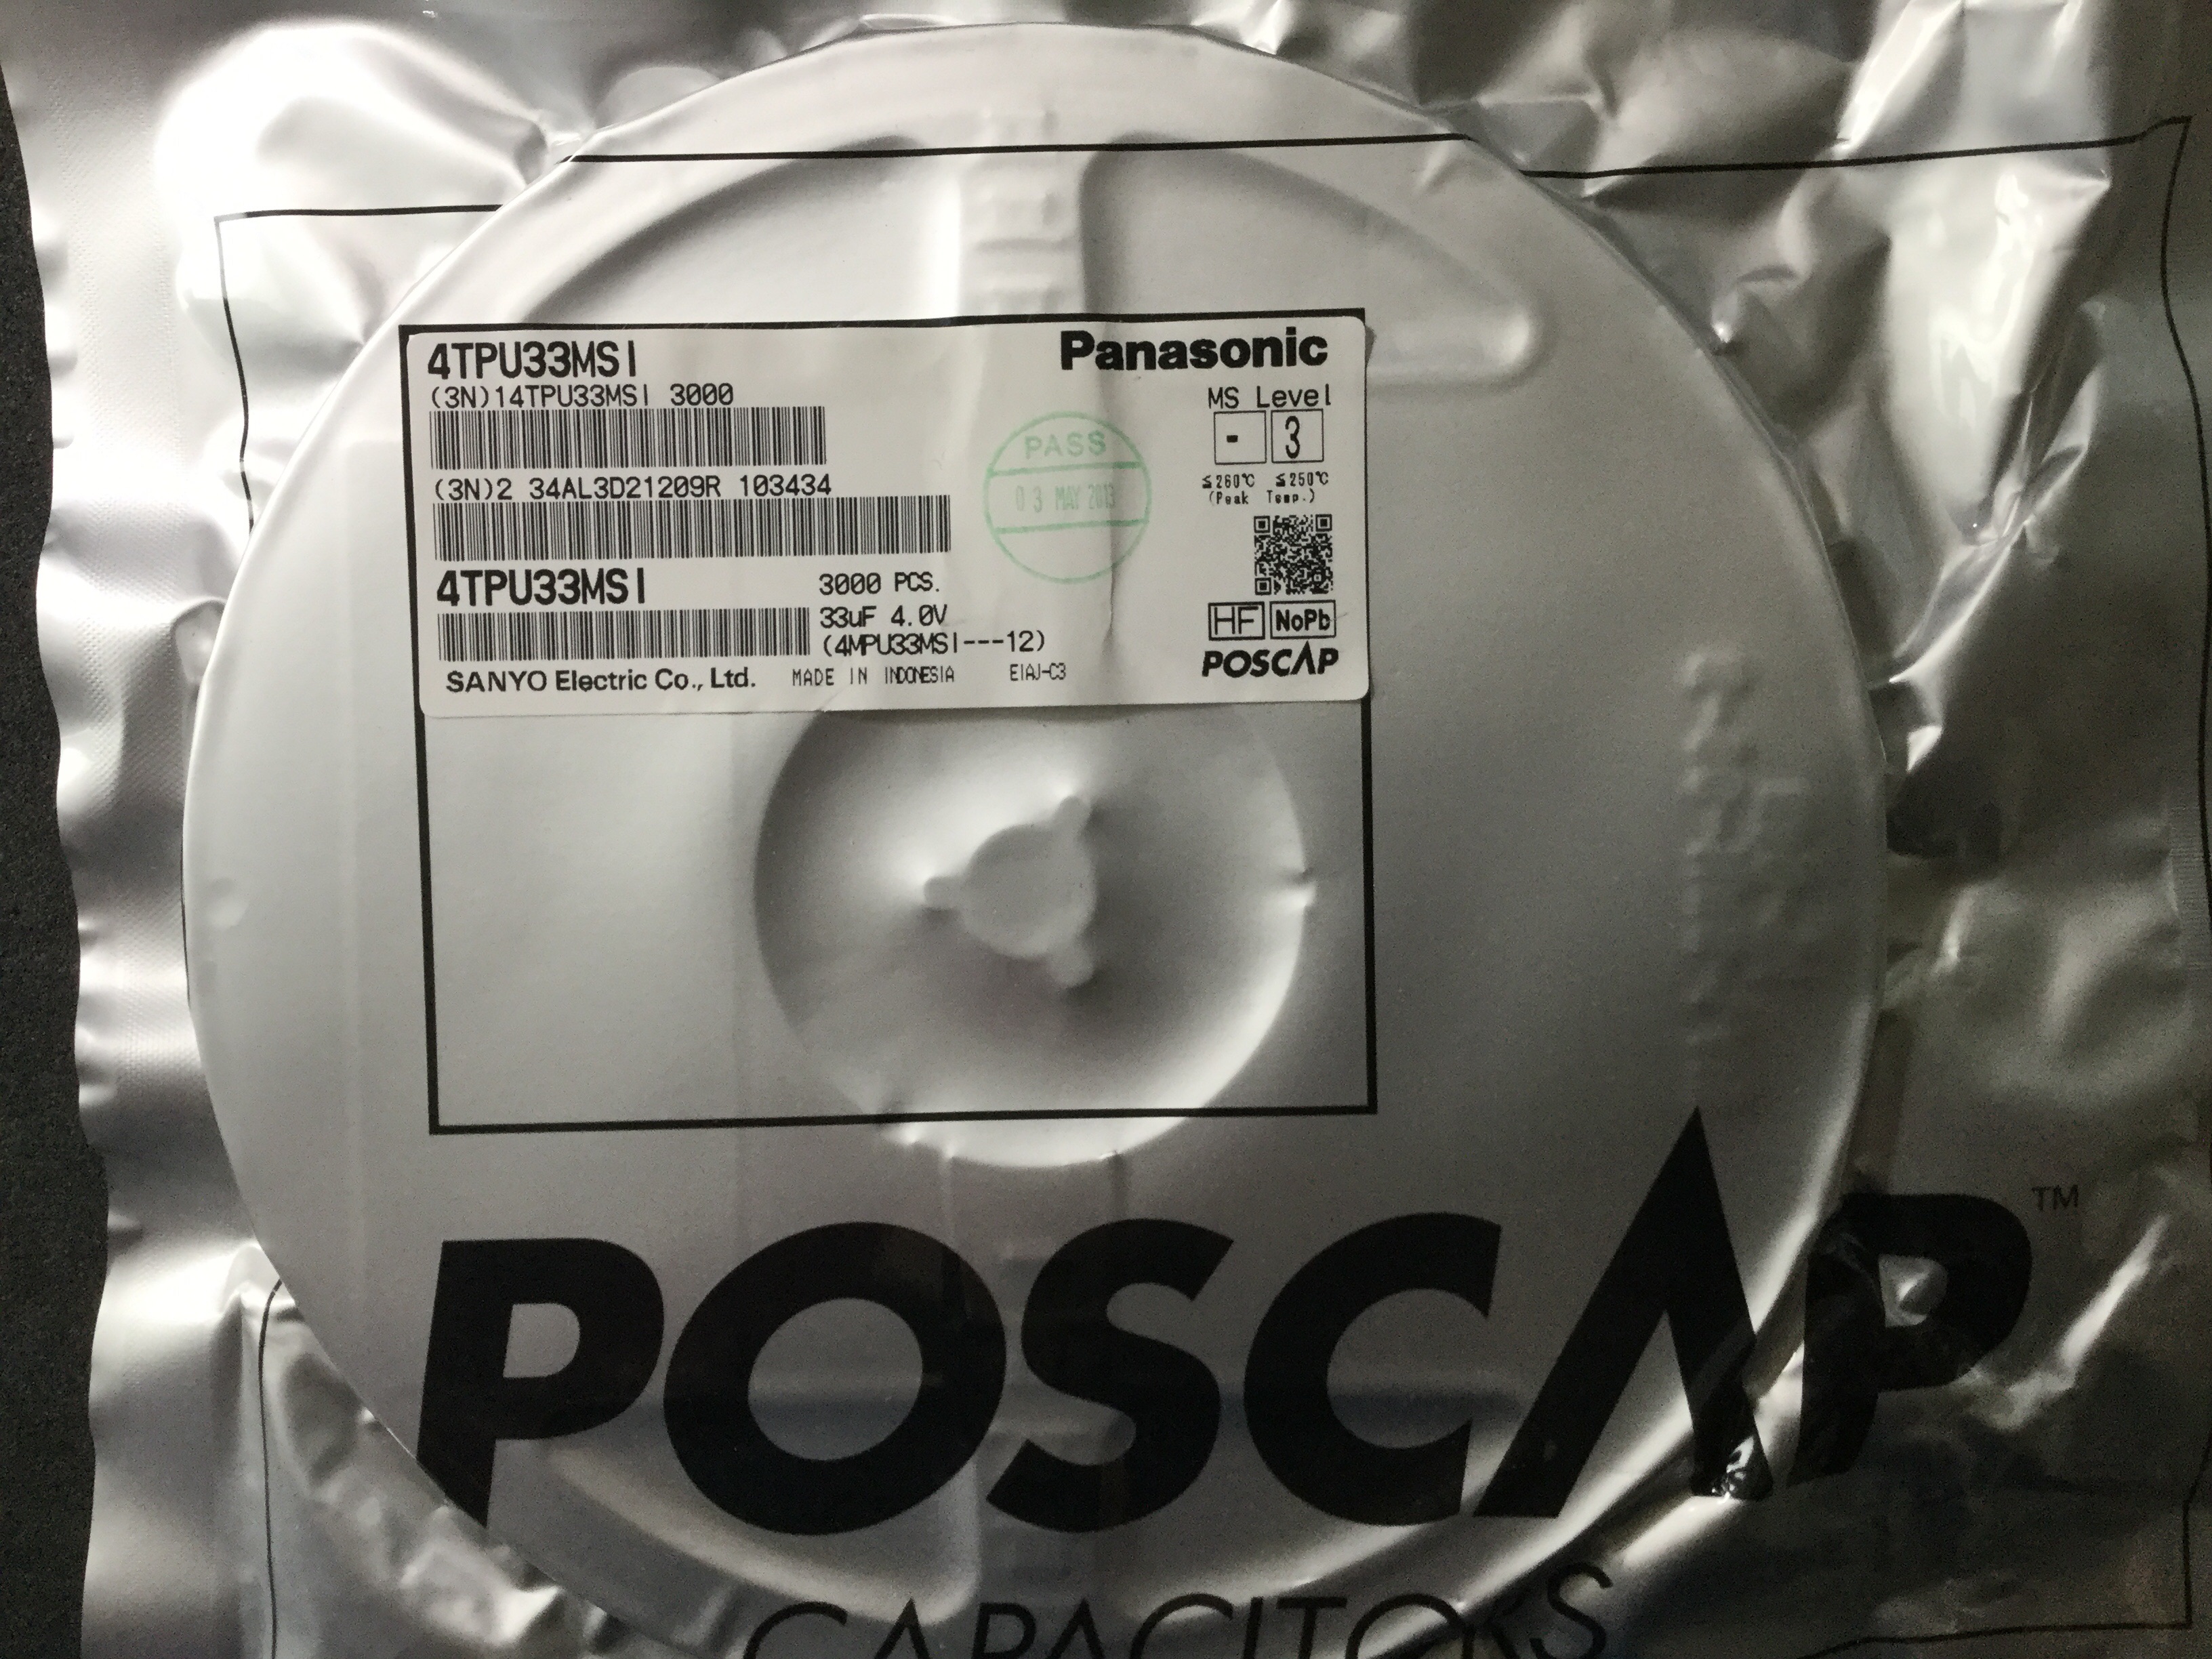 4TPU33MSI
Panasonic
(3N)14TPU33MSI 3000
MS Level
- 3
≦260℃ ≦250℃
(Peak Temp.)
PASS
03 MAY 2013
(3N)2 34AL3D21209R 103434
4TPU33MSI
3000 PCS.
33uF 4.0V
(4MPU33MSI---12)
HF NoPb
POSCAP
SANYO Electric Co., Ltd. MADE IN INDONESIA EIAJ-C3
POSCAP™
CAPACITORS